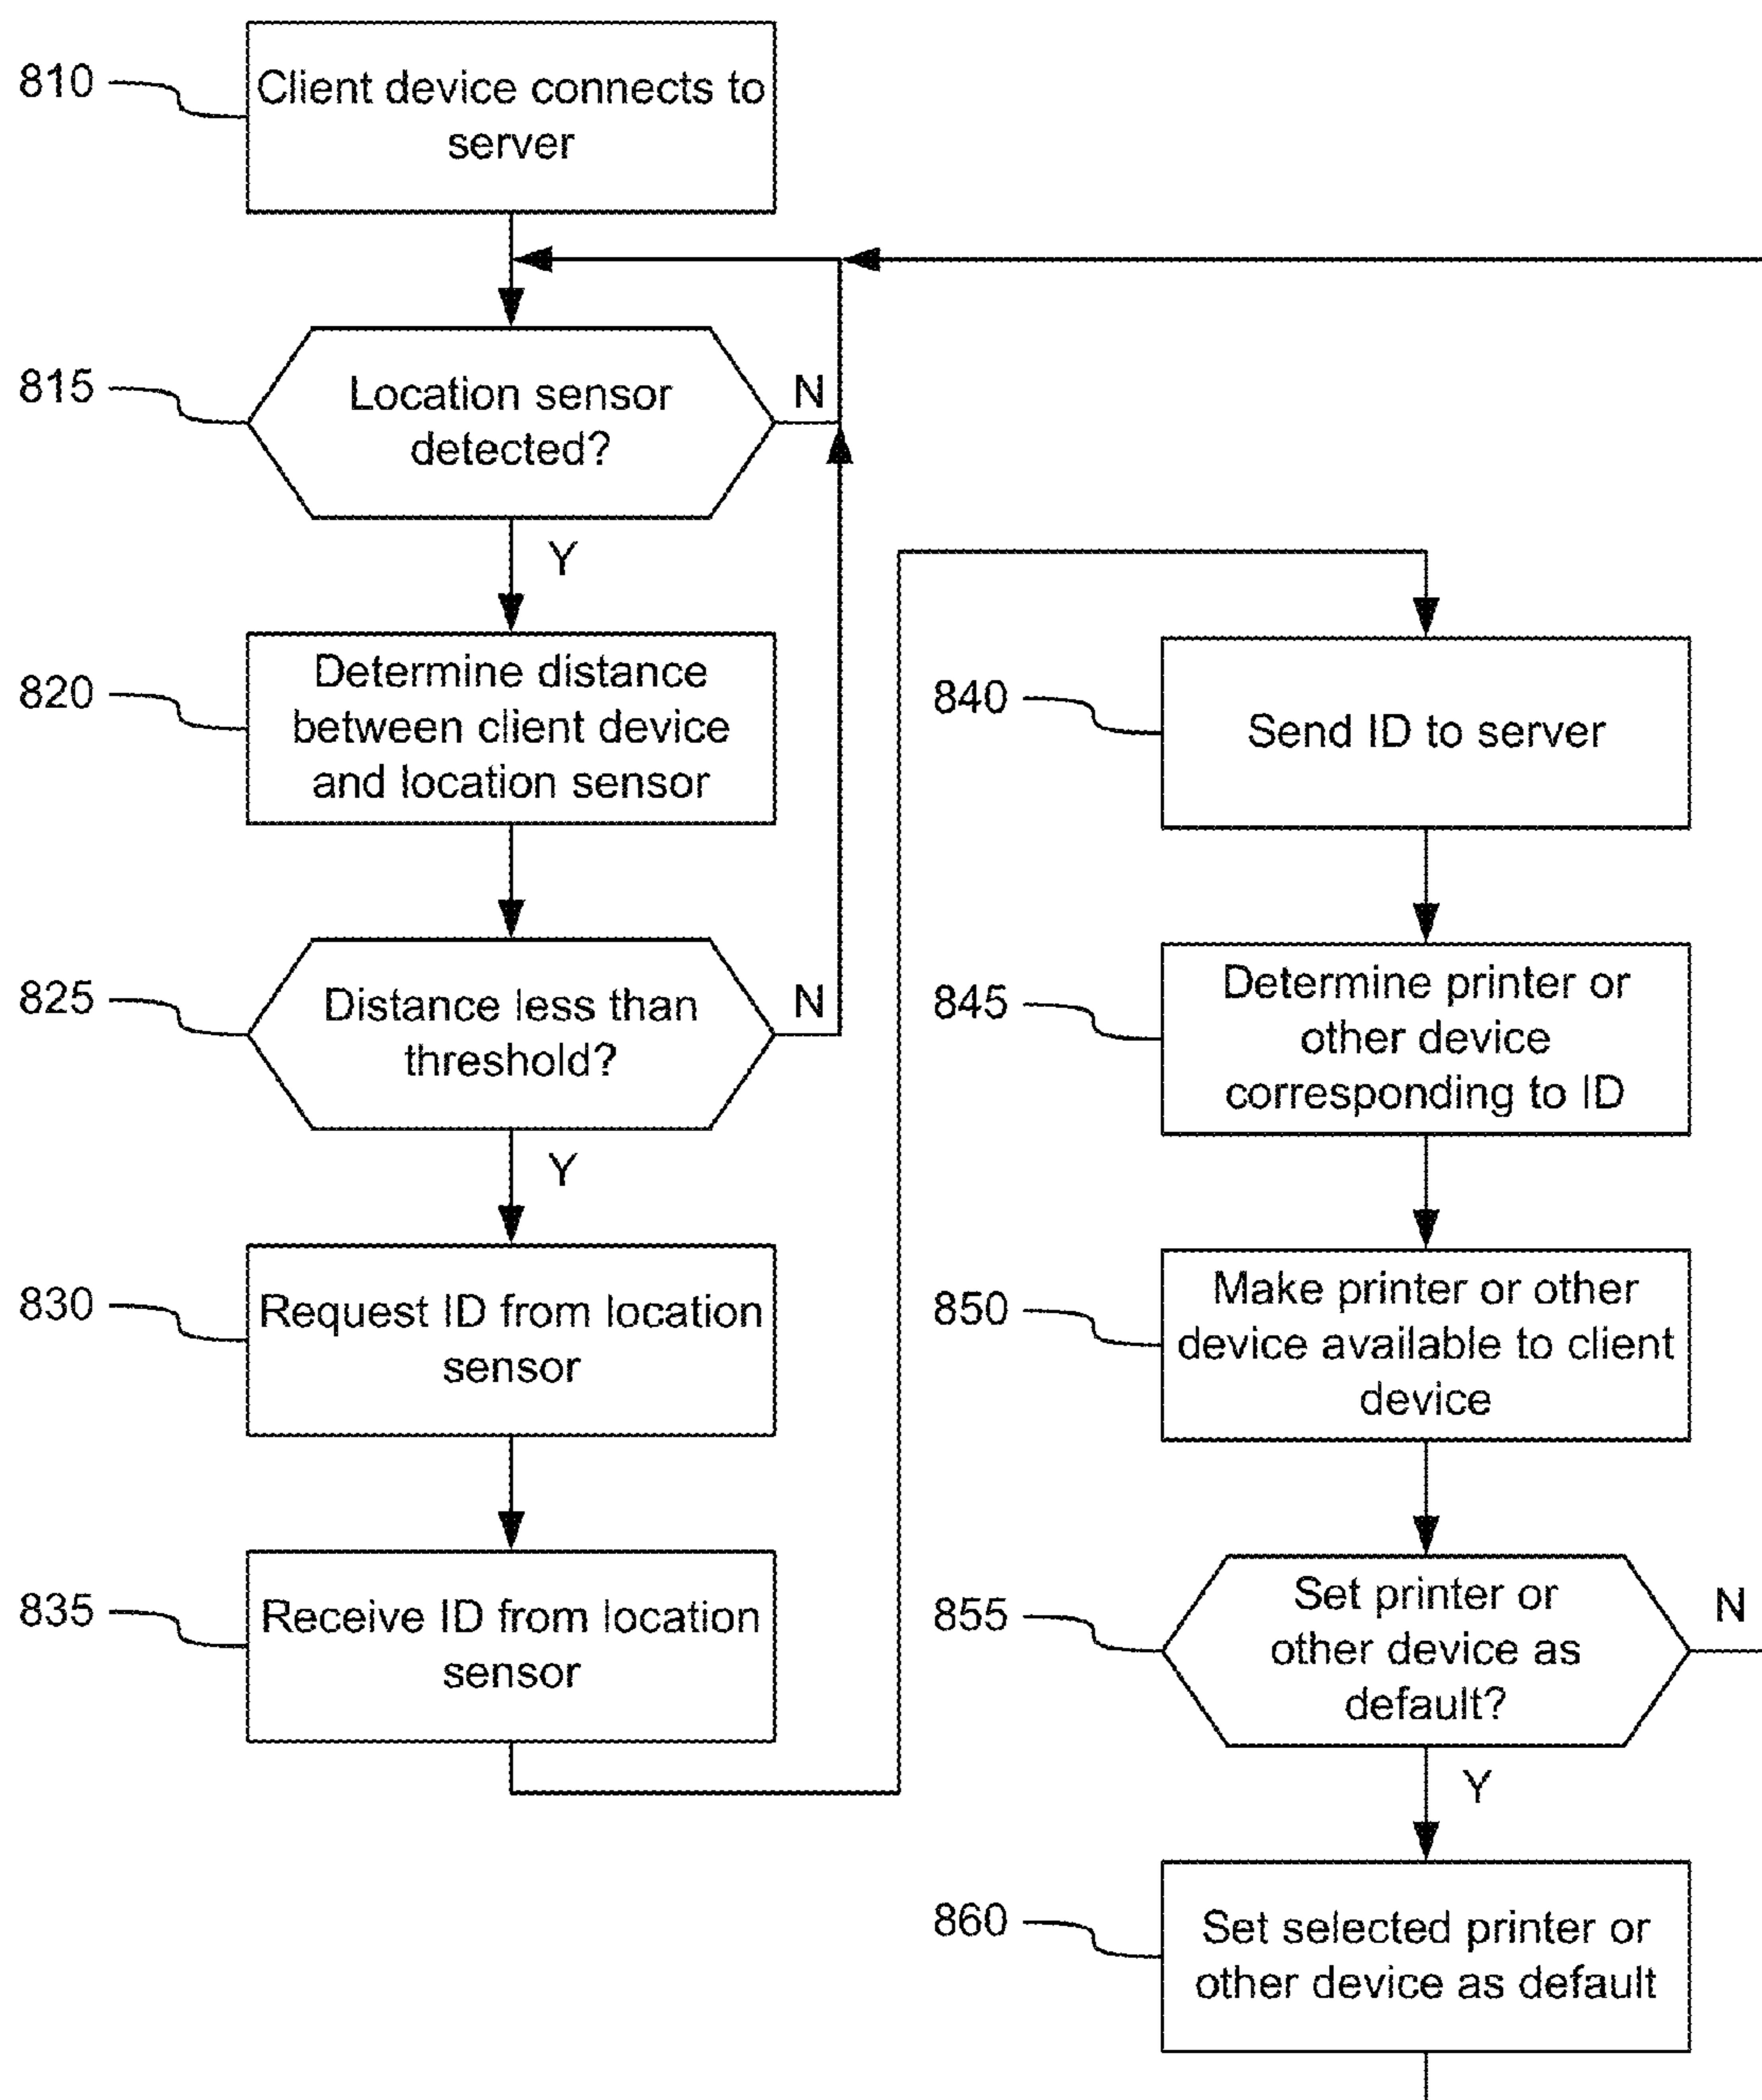 810
Client device connects to
server
815
Location sensor
detected?
N
Y
820
Determine distance
between client device
and location sensor
825
Distance less than
threshold?
N
Y
830
Request ID from location
sensor
835
Receive ID from location
sensor
840
Send ID to server
845
Determine printer or
other device
corresponding to ID
850
Make printer or other
device available to client
device
855
Set printer or
other device as
default?
N
Y
860
Set selected printer or
other device as default